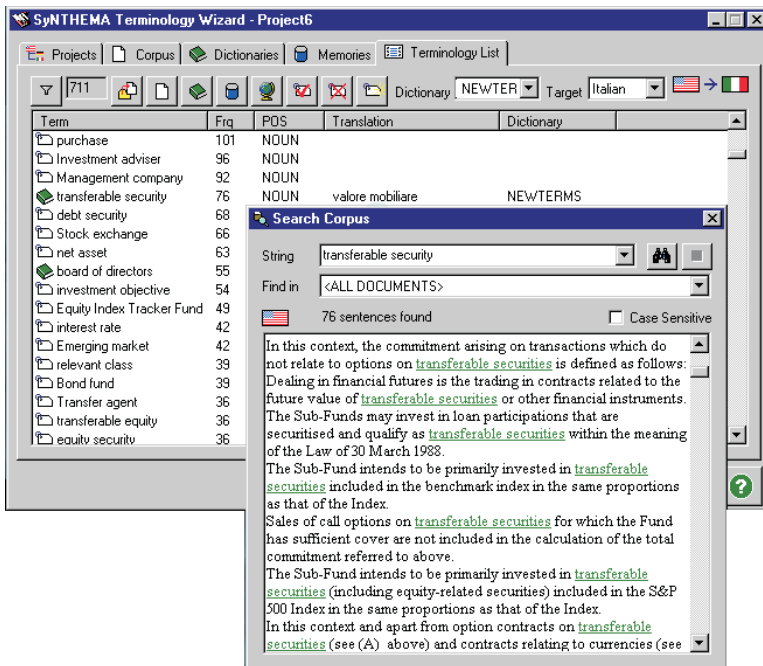 SyNTHEMA Terminology Wizard - Project6
Projects Corpus Dictionaries Memories Terminology List
711 Dictionary NEWTER Target Italian
Term Frq POS Translation Dictionary
purchase 101 NOUN
Investment adviser 96 NOUN
Management company 92 NOUN
transferable security 76 NOUN valore mobiliare NEWTERMS
debt security 68
Stock exchange 66
net asset 63
board of directors 55
investment objective 54
Equity Index Tracker Fund 49
interest rate 42
Emerging market 42
relevant class 39
Bond fund 39
Transfer agent 36
transferable equity 36
equity security 36
Search Corpus
String transferable security
Find in <ALL DOCUMENTS>
76 sentences found Case Sensitive
In this context, the commitment arising on transactions which do
not relate to options on transferable securities is defined as follows:
Dealing in financial futures is the trading in contracts related to the
future value of transferable securities or other financial instruments.
The Sub-Funds may invest in loan participations that are
securitised and qualify as transferable securities within the meaning
of the Law of 30 March 1988.
The Sub-Fund intends to be primarily invested in transferable
securities included in the benchmark index in the same proportions
as that of the Index.
Sales of call options on transferable securities for which the Fund
has sufficient cover are not included in the calculation of the total
commitment referred to above.
The Sub-Fund intends to be primarily invested in transferable
securities (including equity-related securities) included in the S&P
500 Index in the same proportions as that of the Index.
In this context and apart from option contracts on transferable
securities (see (A) above) and contracts relating to currencies (see